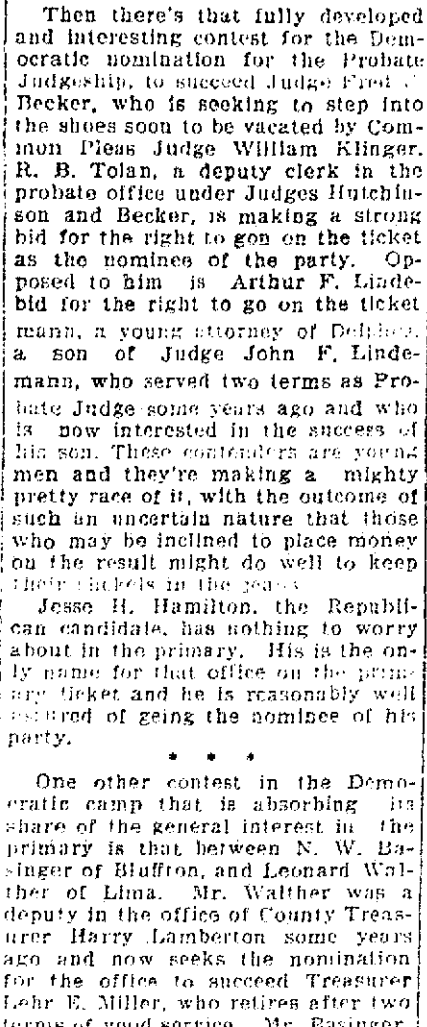 Then there's that fully developed
and interesting contest for the Dem-
ocratic nomination for the Probate
Judgeship, to succeed Judge Fred
Becker, who is seeking to step into
the shoes soon to be vacated by Com-
mon Pleas Judge William Klinger.
R. B. Tolan, a deputy clerk in the
probate office under Judges Hutchin-
son and Becker, is making a strong
bid for the right to gon on the ticket
as the nominee of the party. Op-
posed to him is Arthur F. Linde-
bid for the right to go on the ticket
mann, a young attorney of Delphos,
a son of Judge John F. Linde-
mann, who served two terms as Pro-
bate Judge some years ago and who
is now interested in the success of
his son. These contenders are young
men and they're making a mighty
pretty race of it, with the outcome of
such an uncertain nature that those
who may be inclined to place money
on the result might do well to keep
their in the
Jesse H. Hamilton, the Republi-
can candidate, has nothing to worry
about in the primary. His is the on-
ly name for that office on the prim-
ary ticket and he is reasonably well
assured of geing the nominee of his
party.
* * *
One other contest in the Demo-
cratic camp that is absorbing its
share of the general interest in the
primary is that between N. W. Ba-
singer of Bluffton, and Leonard Wal-
ther of Lima. Mr. Walther was a
deputy in the office of County Treas-
urer Harry Lamberton some years
ago and now seeks the nomination
for the office to succeed Treasurer
Lehr E. Miller, who retires after two
terms of good service. Mr. Basinger,